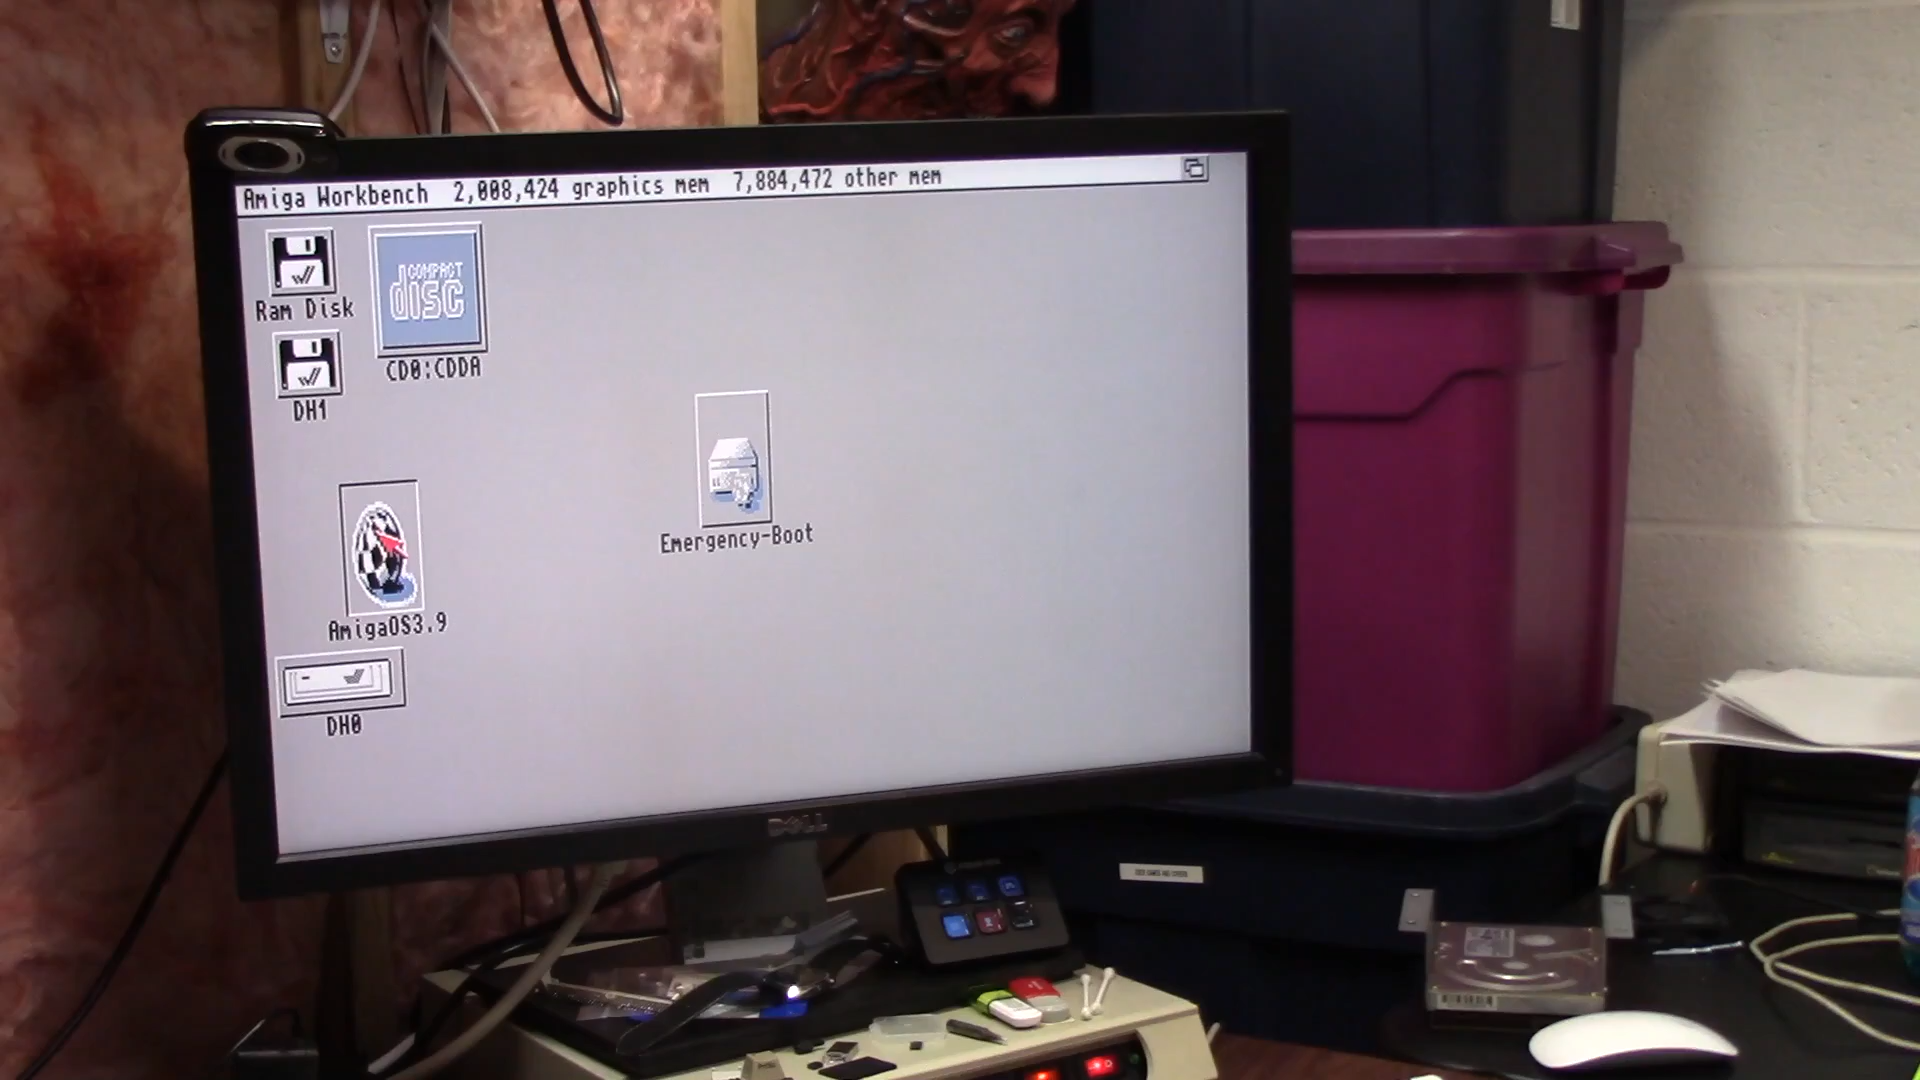 Amiga Workbench 2,008,424 graphics mem 7,884,472 other mem
COMPACT
disc
Ram Disk
CD0:CDDA
DH1
Emergency-Boot
AmigaOS3.9
DH0
DELL